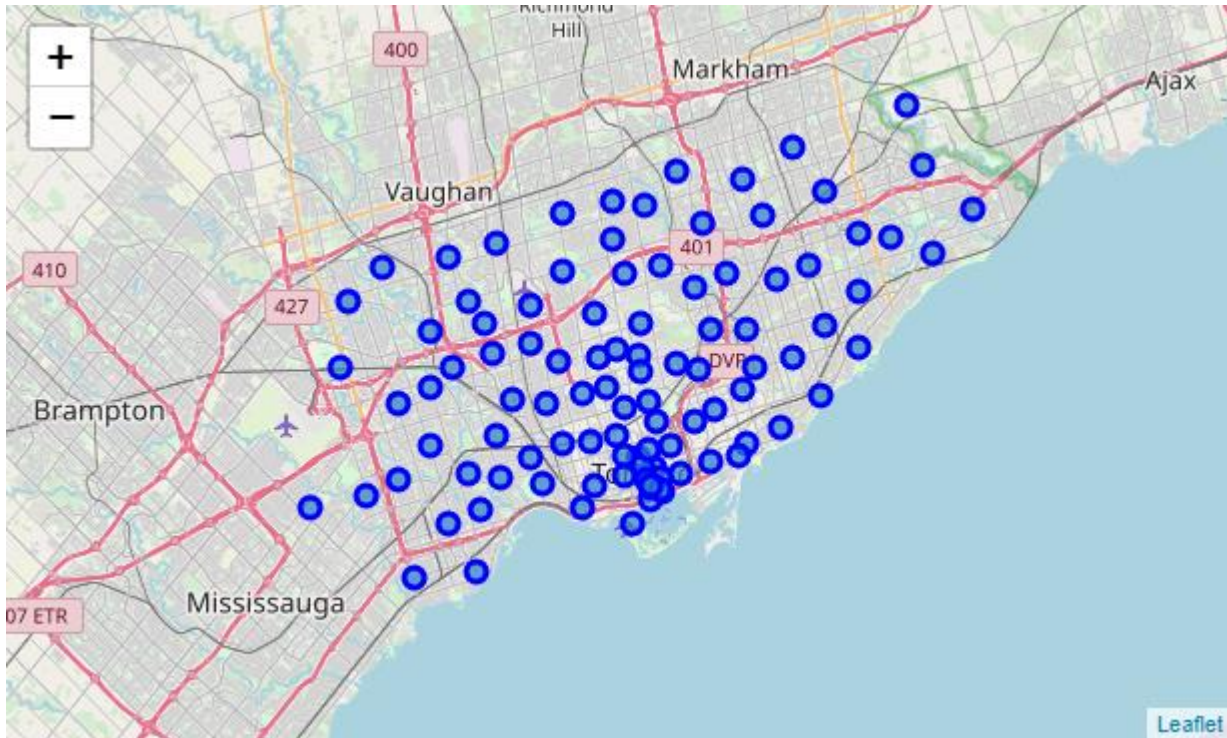 Richmond
Hill
+
400
Markham
−
Ajax
Vaughan
401
410
427
DVP
Brampton
Mississauga
07 ETR
Leaflet